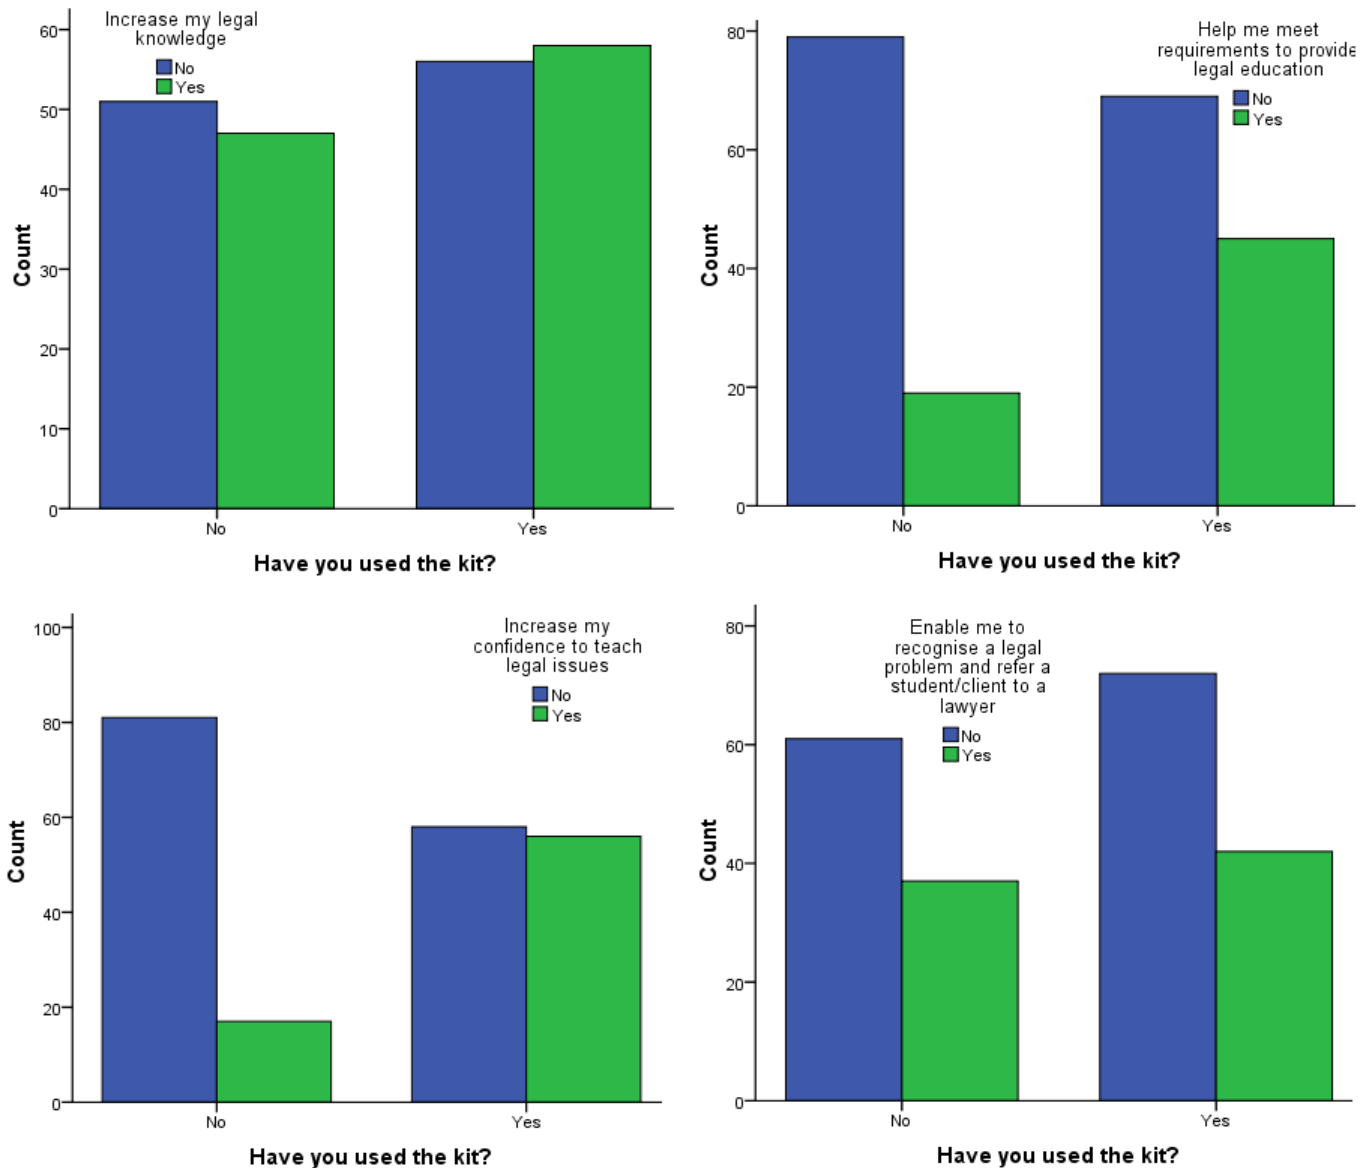 Increase my legal
knowledge
No
Yes
60
50
40
30
20
10
0
Count
No
Yes
Have you used the kit?
Help me meet
requirements to provide
legal education
No
Yes
80
60
40
20
0
Count
No
Yes
Have you used the kit?
Increase my
confidence to teach
legal issues
No
Yes
100
80
60
40
20
0
Count
No
Yes
Have you used the kit?
Enable me to
recognise a legal
problem and refer a
student/client to a
lawyer
No
Yes
80
60
40
20
0
Count
No
Yes
Have you used the kit?